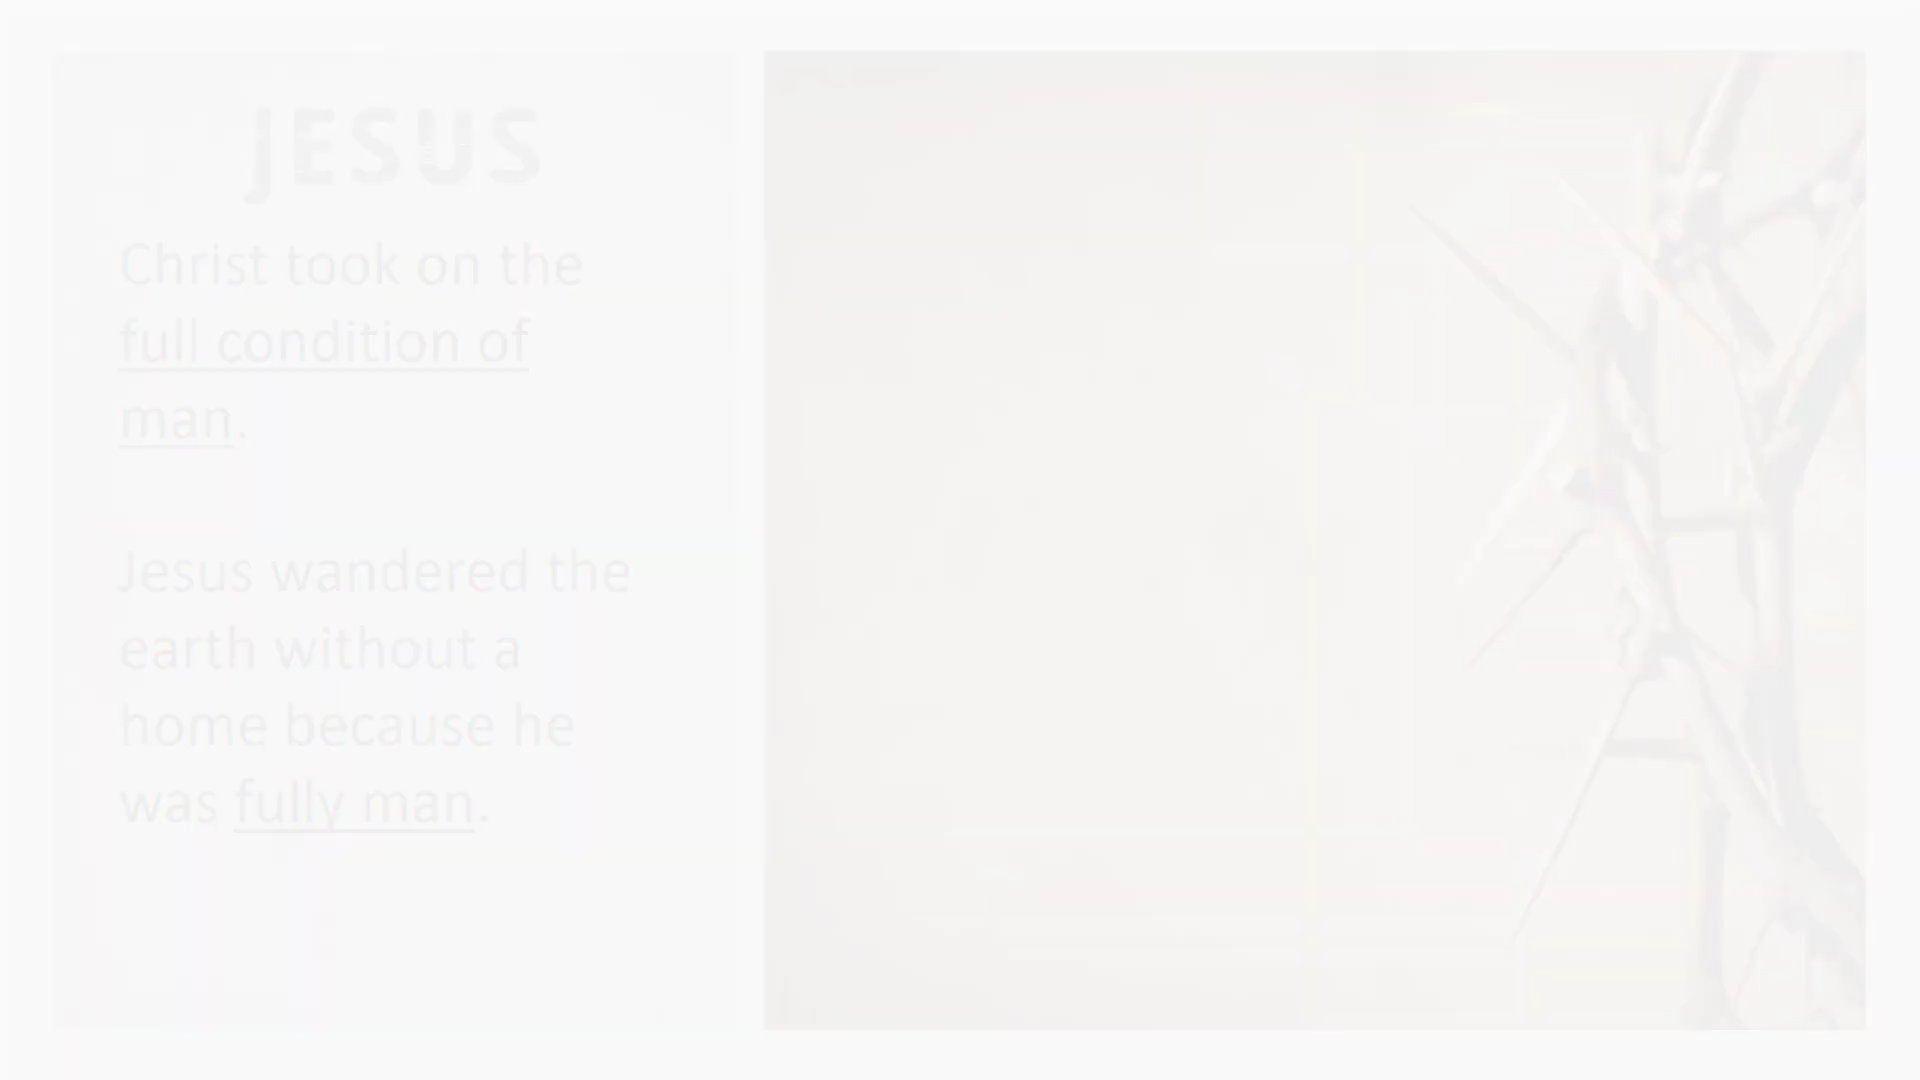 JESUS
Christ took on the
full condition of
man.
Jesus wandered the
earth without a
home because he
was fully man.